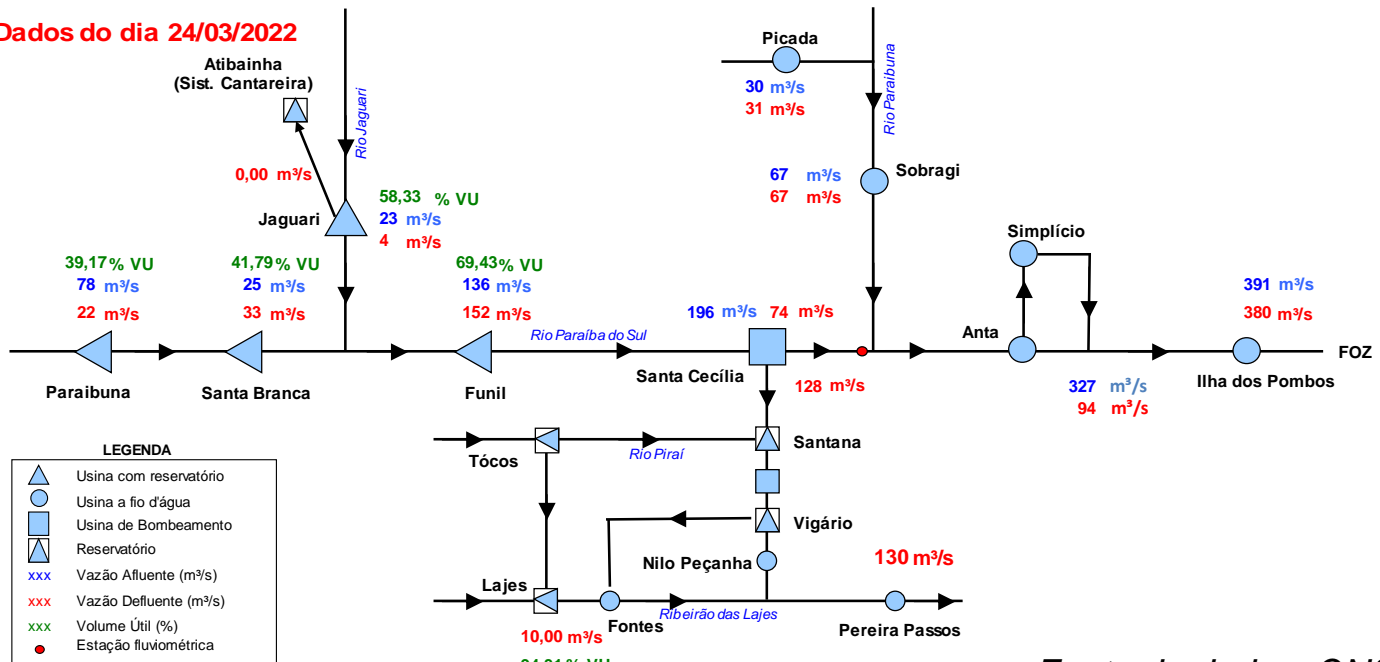 Dados do dia 24/03/2022
Atibainha
(Sist. Cantareira)
Rio Jaguari
0,00 m³/s
Jaguari
58,33 % VU
23 m³/s
4 m³/s
Picada
30 m³/s
31 m³/s
Rio Paraibuna
67 m³/s
67 m³/s
Sobragi
39,17% VU
78 m³/s
22 m³/s
Paraibuna
41,79% VU
25 m³/s
33 m³/s
Santa Branca
69,43% VU
136 m³/s
152 m³/s
Funil
Rio Paraíba do Sul
196 m³/s 74 m³/s
Santa Cecília
128 m³/s
Simplício
Anta
327 m³/s
94 m³/s
391 m³/s
380 m³/s
Ilha dos Pombos
FOZ
Tócos
Rio Piraí
Santana
Vigário
Nilo Peçanha
130 m³/s
Lajes
Fontes
Ribeirão das Lajes
Pereira Passos
10,00 m³/s
LEGENDA
Usina com reservatório
Usina a fio d'água
Usina de Bombeamento
Reservatório
xxx Vazão Afluente (m³/s)
xxx Vazão Defluente (m³/s)
xxx Volume Útil (%)
Estação fluviométrica